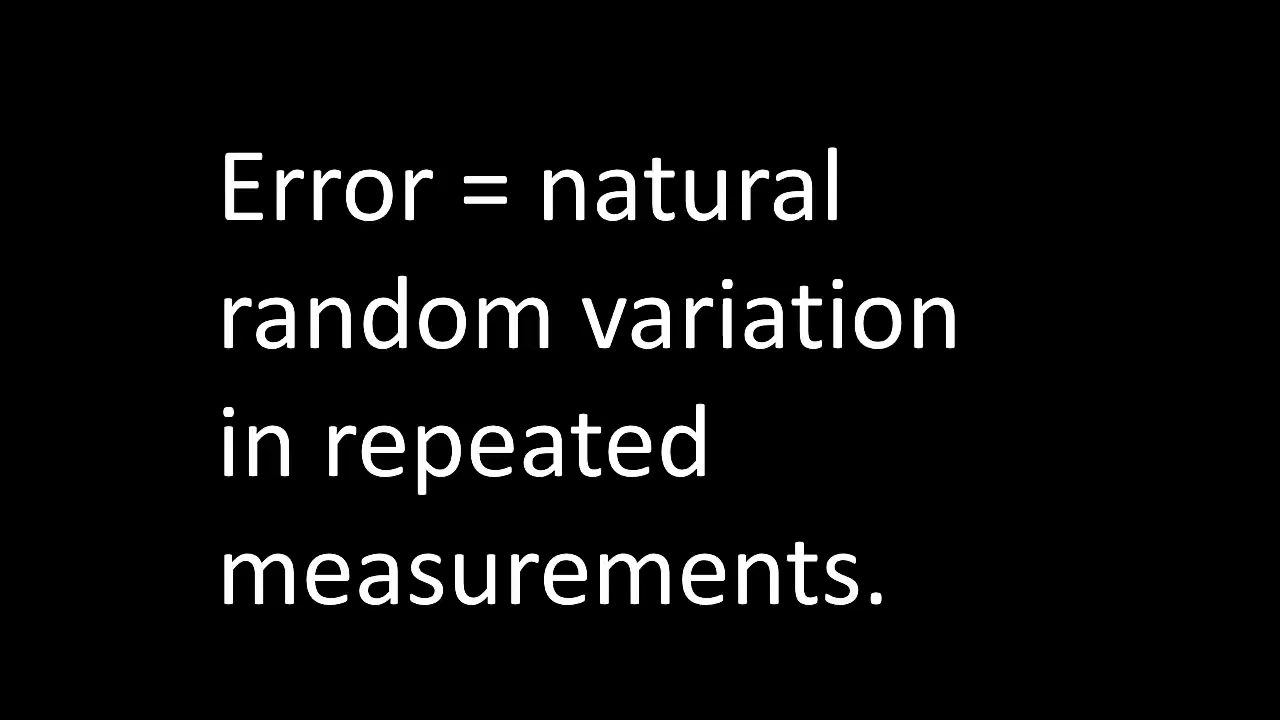 Error = natural
random variation
in repeated
measurements.